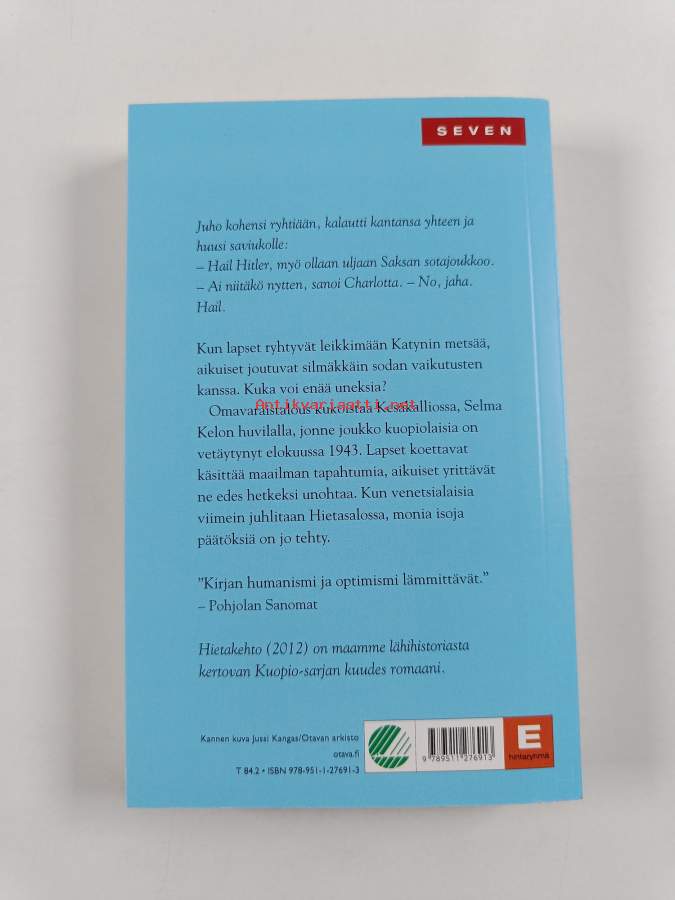 SEVEN
Juho kohensi ryhtiään, kalautti kantansa yhteen ja
huusi saviukolle:
– Hail Hitler, myö ollaan uljaan Saksan sotajoukkoo.
– Ai niitäkö nytten, sanoi Charlotta. – No, jaha.
Hail.
Kun lapset ryhtyvät leikkimään Katynin metsää,
aikuiset joutuvat silmäkkäin sodan vaikutusten
kanssa. Kuka voi enää uneksia?
Antikvariaatti.net
Omavaraistalous kukoistaa Kesäkalliossa, Selma
Kelon huvilalla, jonne joukko kuopiolaisia on
vetäytynyt elokuussa 1943. Lapset koettavat
käsittää maailman tapahtumia, aikuiset yrittävät
ne edes hetkeksi unohtaa. Kun venetsialaisia
viimein juhlitaan Hietasalossa, monia isoja
päätöksiä on jo tehty.
”Kirjan humanismi ja optimismi lämmittävät.”
– Pohjolan Sanomat
Hietakehto (2012) on maamme lähihistoriasta
kertovan Kuopio-sarjan kuudes romaani.
Kannen kuva Jussi Kangas/Otavan arkisto
otava.fi
T 84.2 • ISBN 978-951-1-27691-3
9 789511 276913
E
hintaryhmä